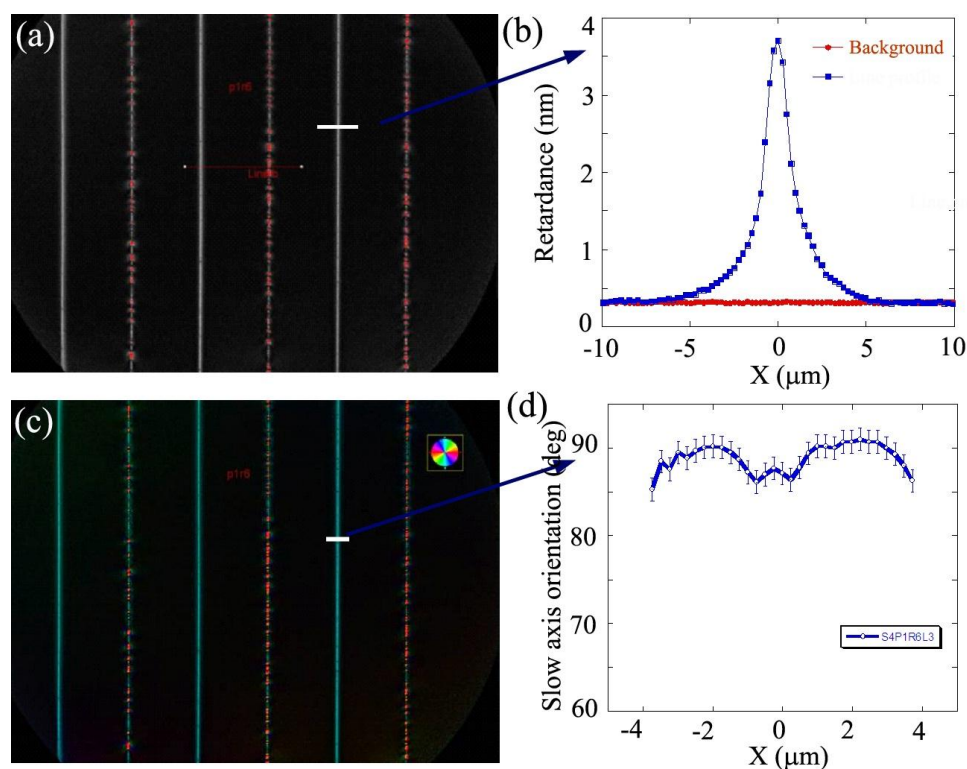 (a)
p1r6
(b)
Retardance (nm)
4
3
2
1
0
-10
-5
0
5
10
X (μm)
Background
(c)
p1r6
(d)
Slow axis orientation (deg)
90
80
70
60
-4
-2
0
2
4
X (μm)
S4P1R6L3